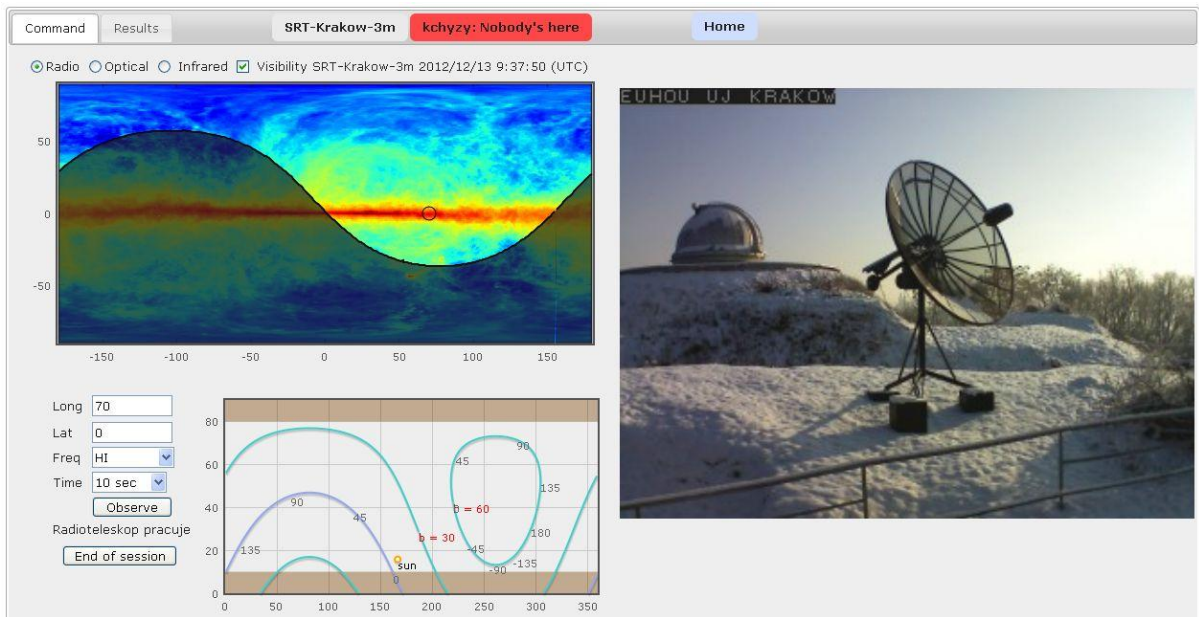 Command Results SRT-Krakow-3m kchyzy: Nobody's here Home
Radio Optical Infrared Visibility SRT-Krakow-3m 2012/12/13 9:37:50 (UTC)
EUHOU UJ KRAKOW
50
0
-50
-150 -100 -50 0 50 100 150
Long 70
Lat 0
Freq HI
Time 10 sec
Observe
Radioteleskop pracuje
End of session
80
60
40
20
0
90
45
90
135
45
b = 60
135
b = 30
180
-45
-90 -135
sun
0
0 50 100 150 200 250 300 350